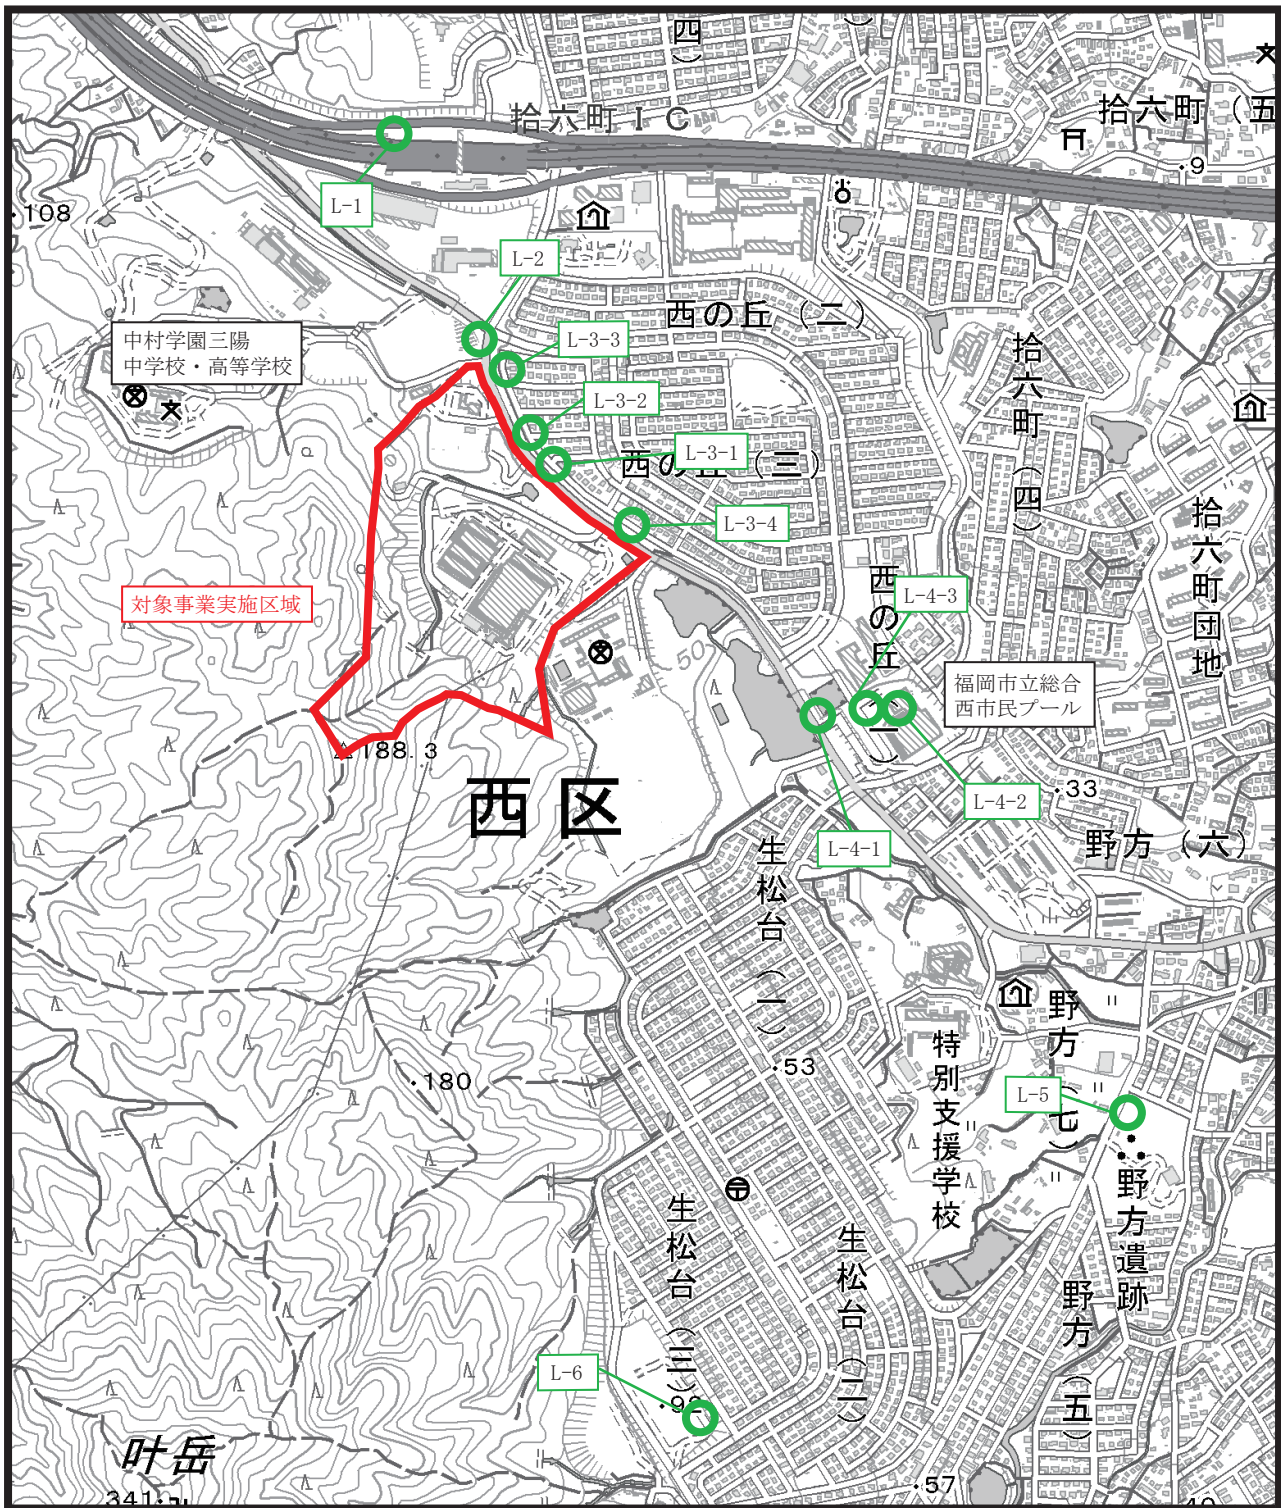 (四)
拾六町IC
拾六町(五
・9
・108
L-1
L-2
西の丘(二)
L-3-3
中村学園三陽
中学校・高等学校
L-3-2
拾六町(四)
西の丘(三)
L-3-1
L-3-4
拾六町団地
対象事業実施区域
西の丘(一)
L-4-3
50
福岡市立総合
西市民プール
188.3
西区
L-4-2
・33
L-4-1
野方(六)
生松台(一)
野方(七)
特別支援学校
・53
・180
L-5
野方遺跡
生松台(三)
生松台(二)
野方(五)
L-6
・92
叶岳
341
・57